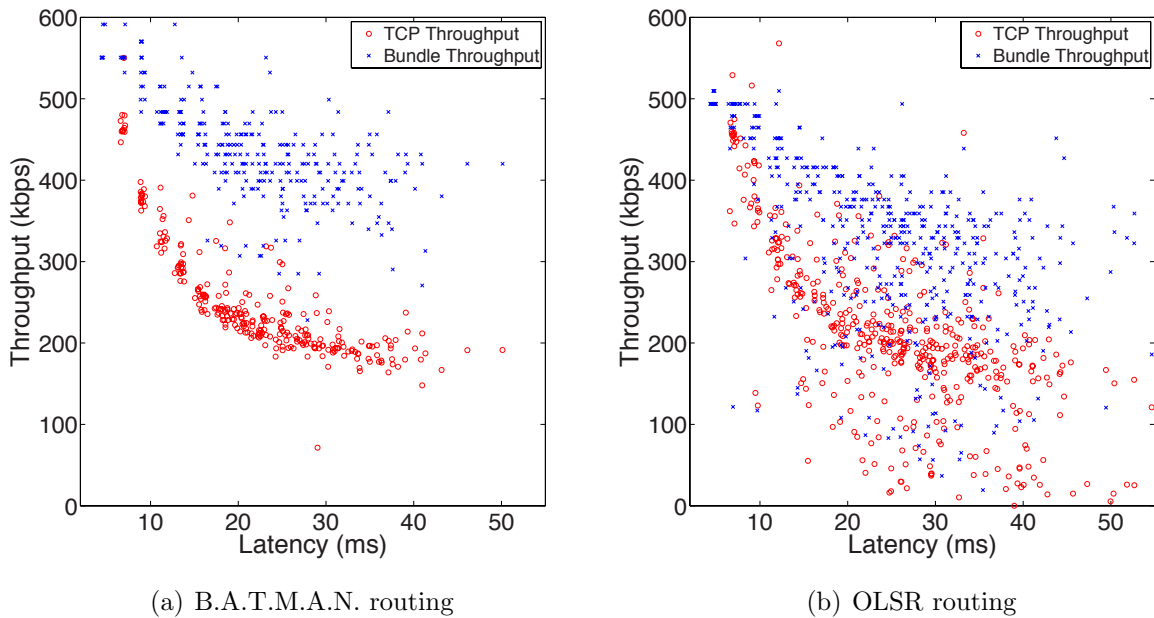 600
500
400
300
200
100
0
Throughput (kbps)
TCP Throughput
Bundle Throughput
10
20
30
40
50
Latency (ms)
(a) B.A.T.M.A.N. routing
600
500
400
300
200
100
0
Throughput (kbps)
TCP Throughput
Bundle Throughput
10
20
30
40
50
Latency (ms)
(b) OLSR routing